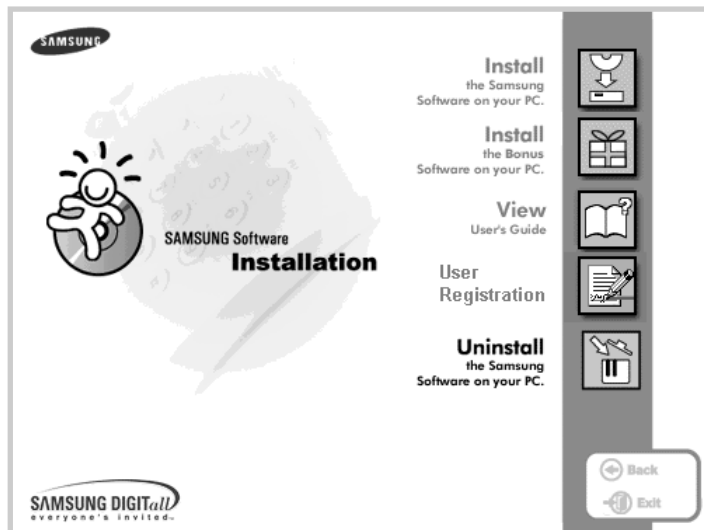 SAMSUNG
Install
the Samsung
Software on your PC.
Install
the Bonus
Software on your PC.
View
User's Guide
SAMSUNG Software
Installation
User
Registration
Uninstall
the Samsung
Software on your PC.
Back
Exit
SAMSUNG DIGITall
everyone's invited™